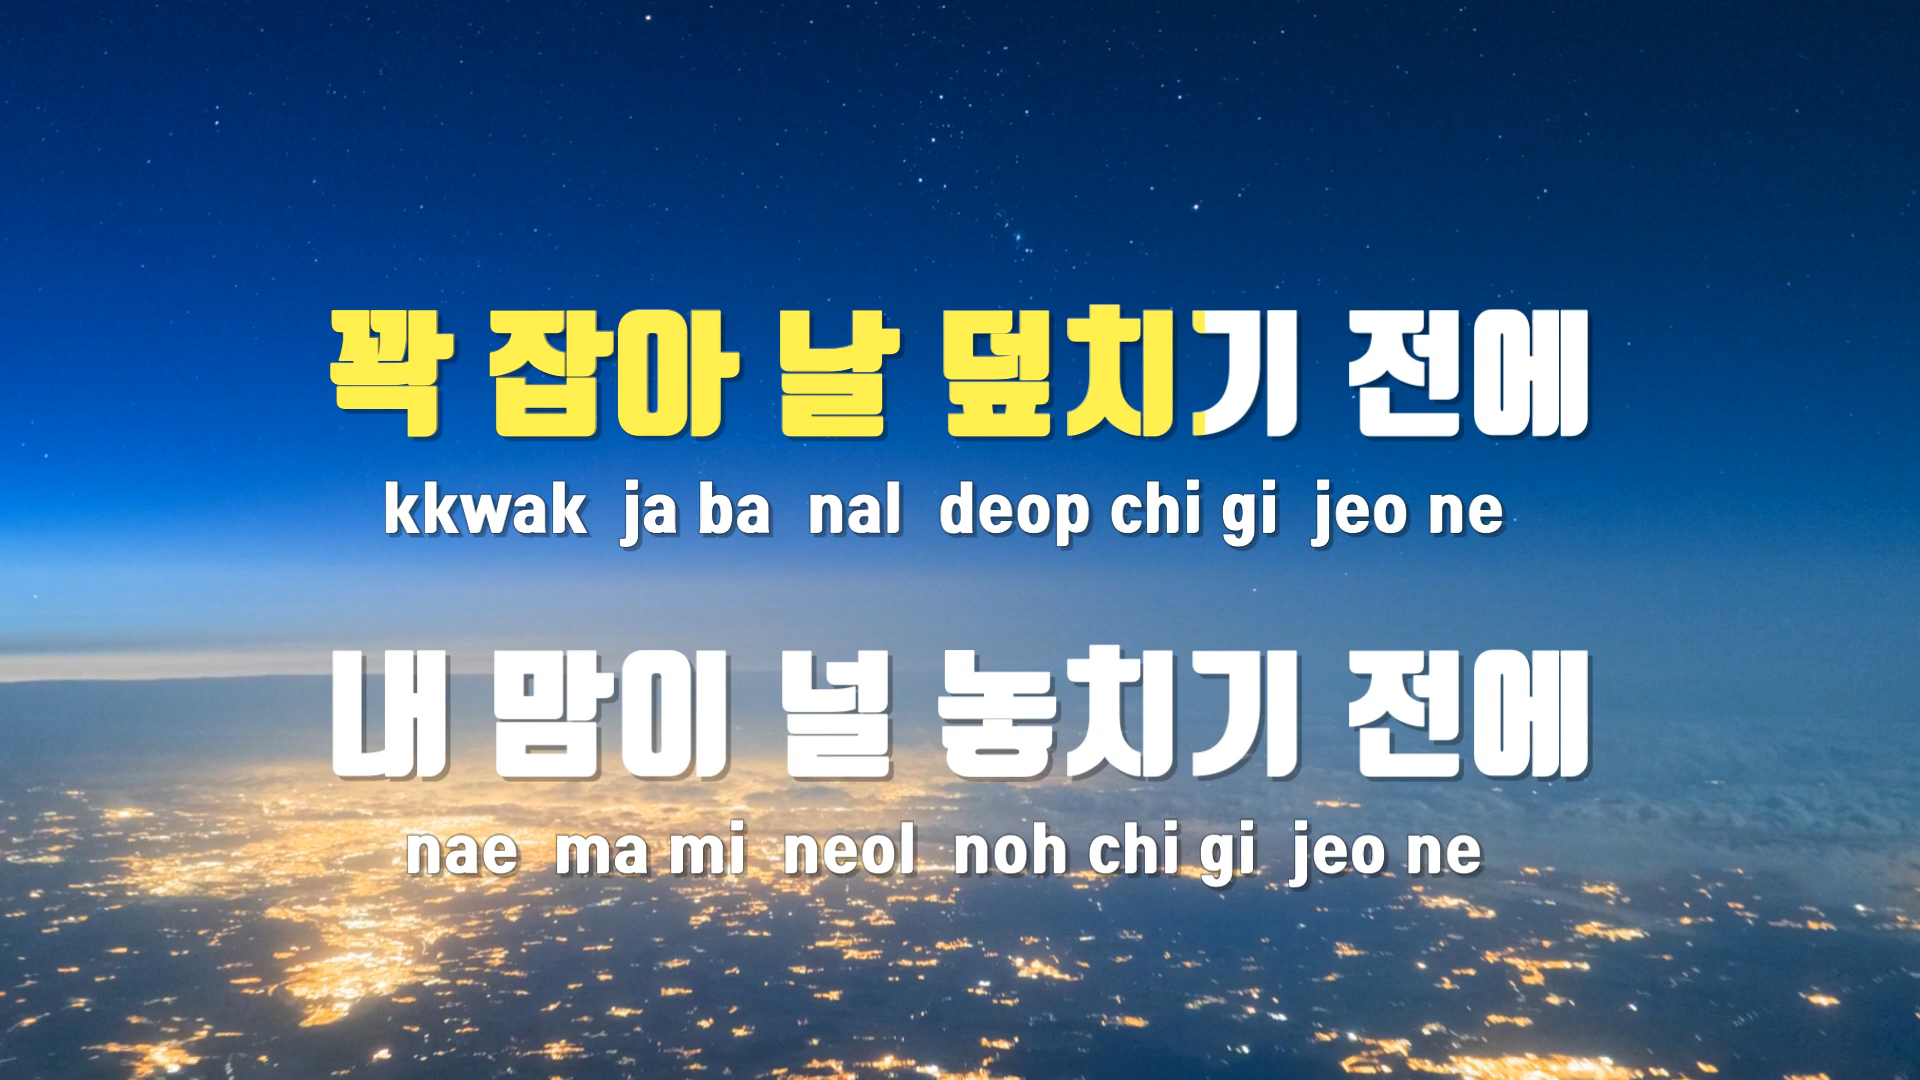 꽉 잡아 날 덮치기 전에
kkwak ja ba nal deop chi gi jeo ne
내 맘이 널 놓치기 전에
nae ma mi neol noh chi gi jeo ne